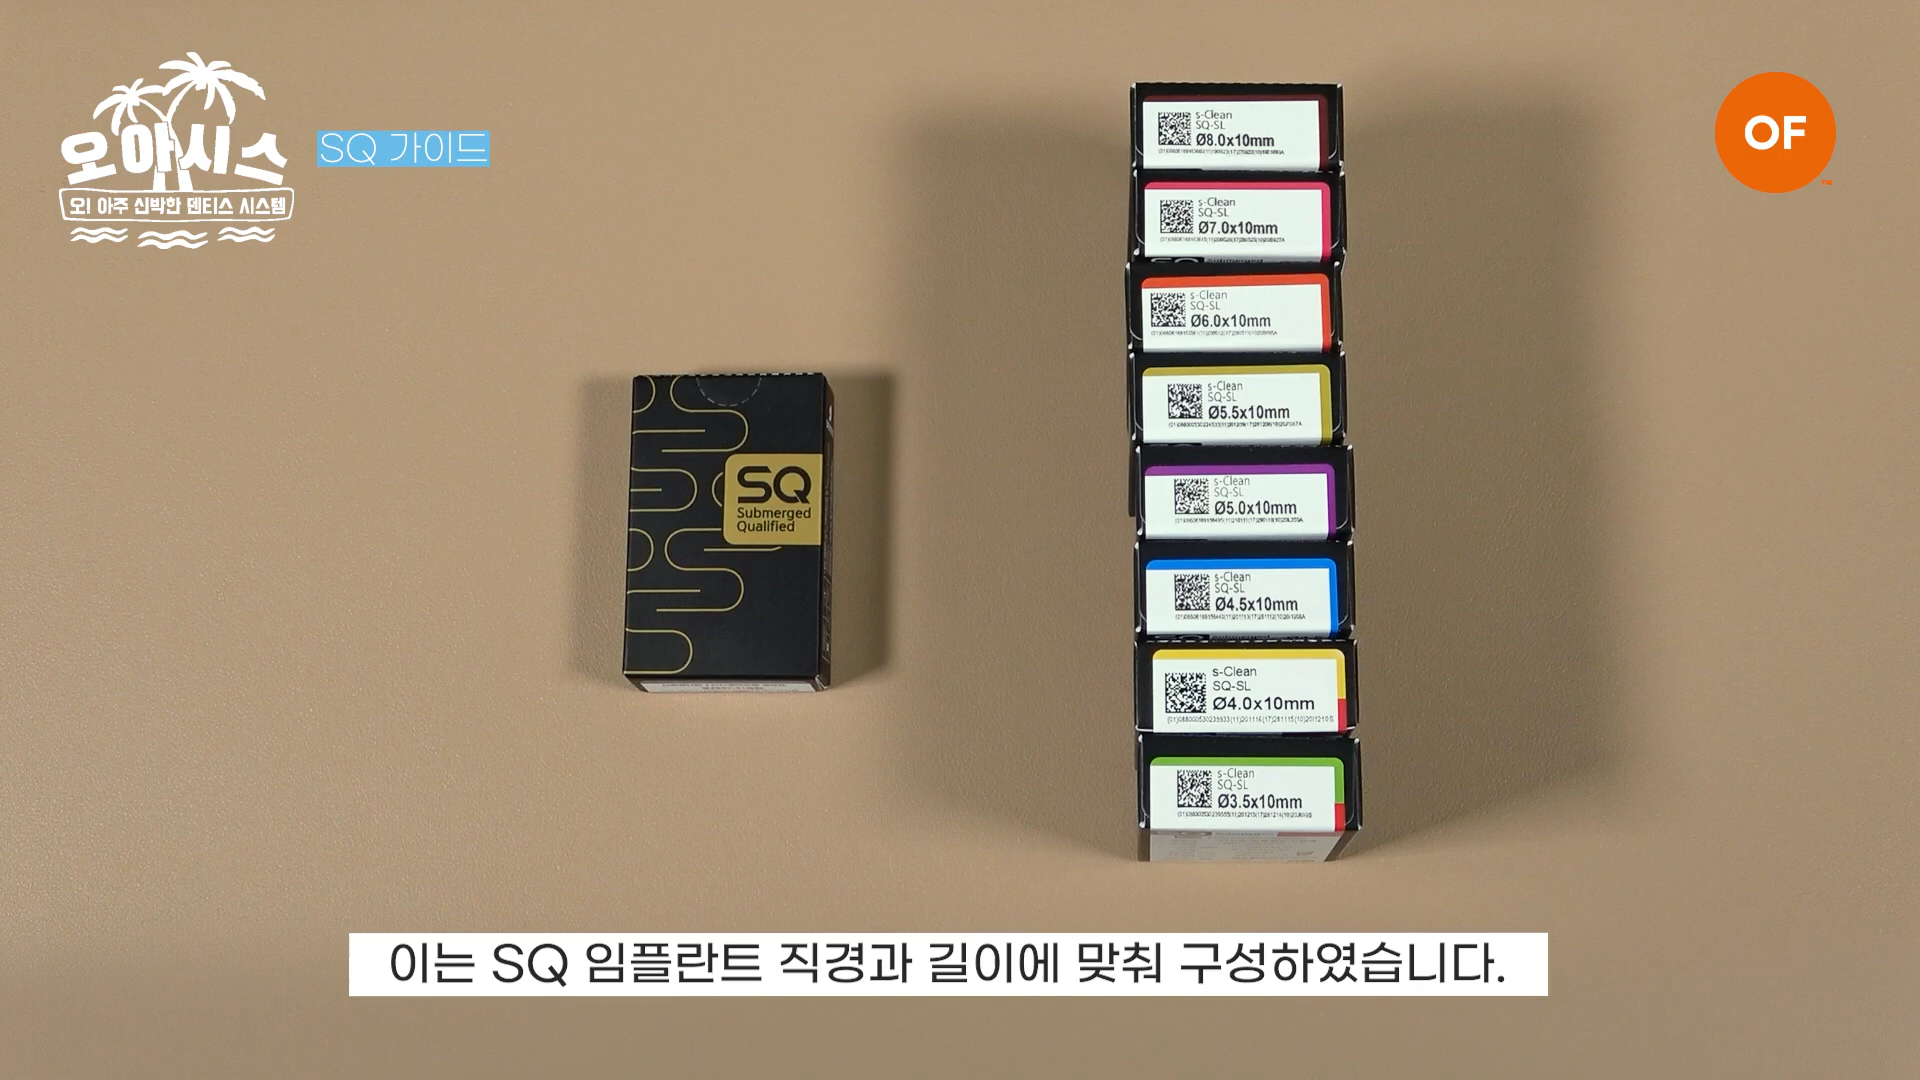 오아시스
오! 아주 신박한 덴티스 시스템
SQ 가이드
OF
SQ
Submerged
Qualified
s-Clean
SQ-SL
Ø8.0x10mm
s-Clean
SQ-SL
Ø7.0x10mm
s-Clean
SQ-SL
Ø6.0x10mm
s-Clean
SQ-SL
Ø5.5x10mm
s-Clean
SQ-SL
Ø5.0x10mm
s-Clean
SQ-SL
Ø4.5x10mm
s-Clean
SQ-SL
Ø4.0x10mm
s-Clean
SQ-SL
Ø3.5x10mm
이는 SQ 임플란트 직경과 길이에 맞춰 구성하였습니다.